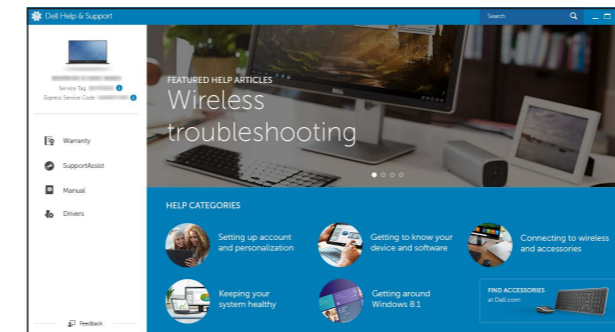 Dell Help & Support
Search
Service Tag:
Express Service Code:
Warranty
SupportAssist
Manual
Drivers
Feedback
FEATURED HELP ARTICLES
Wireless
troubleshooting
HELP CATEGORIES
Setting up account
and personalization
Getting to know your
device and software
Connecting to wireless
and accessories
Keeping your
system healthy
Getting around
Windows 8.1
FIND ACCESSORIES
at Dell.com